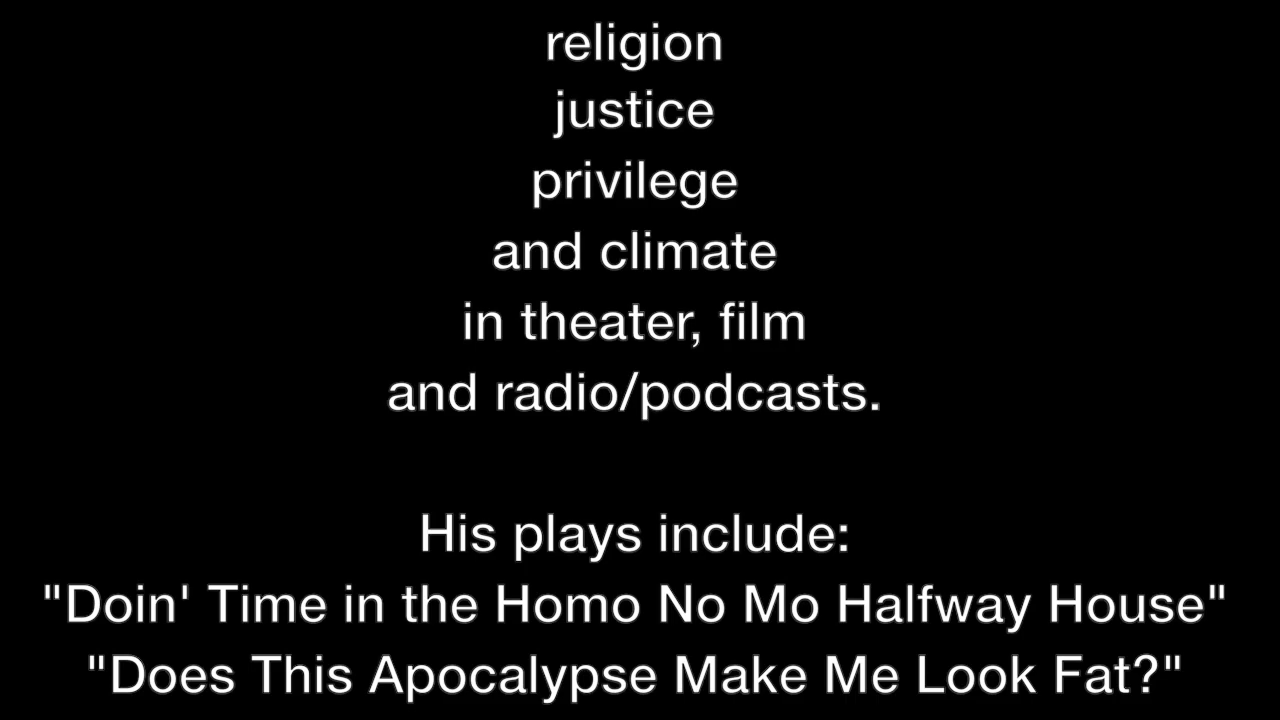 religion
justice
privilege
and climate
in theater, film
and radio/podcasts.
His plays include:
"Doin' Time in the Homo No Mo Halfway House"
"Does This Apocalypse Make Me Look Fat?"